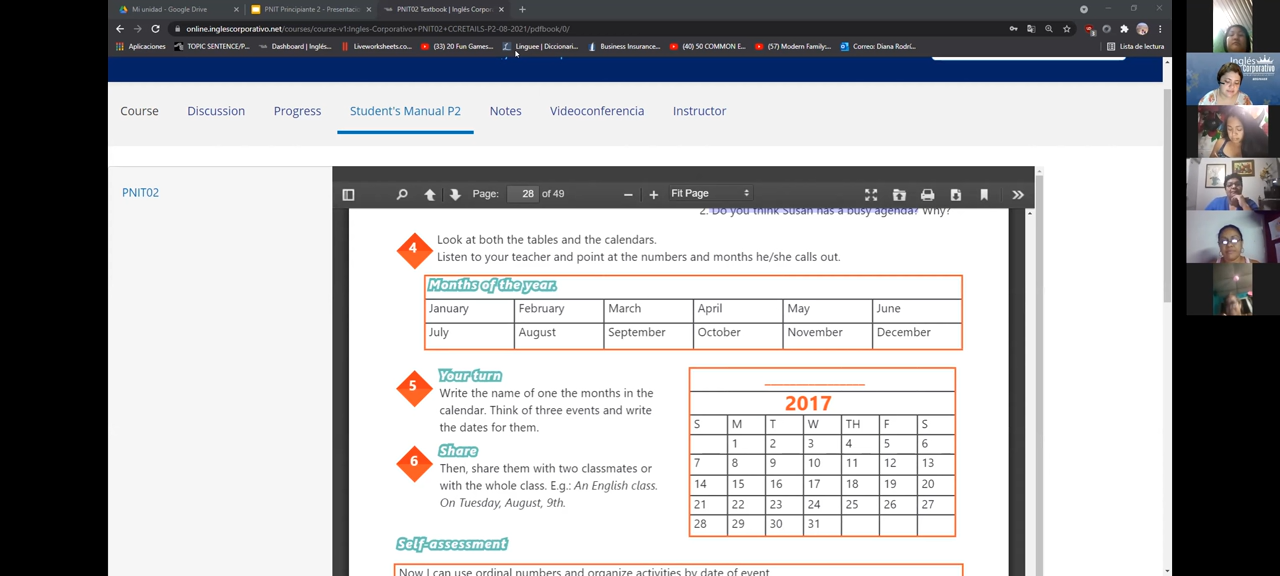 Mi unidad - Google Drive
PNIT Principiante 2 - Presentaci
PNIT02 Textbook | Inglés Corpor
online.inglescorporativo.net/courses/course-v1:Ingles-Corporativo+PNIT02+CCRETAILS-P2-08-2021/pdfbook/0/
Aplicaciones
TOPIC SENTENCE/P...
Dashboard | Inglés...
Liveworksheets.co...
(33) 20 Fun Games...
Linguee | Diccionari...
Business Insurance...
(40) 50 COMMON E...
(57) Modern Family:...
Correo: Diana Rodrí...
Lista de lectura
Course
Discussion
Progress
Student's Manual P2
Notes
Videoconferencia
Instructor
PNIT02
Page: 28 of 49
Fit Page
2. Do you think Susan has a busy agenda? Why?
4
Look at both the tables and the calendars.
Listen to your teacher and point at the numbers and months he/she calls out.
Months of the year.
January February March April May June
July August September October November December
5
Your turn
Write the name of one the months in the
calendar. Think of three events and write
the dates for them.
6
Share
Then, share them with two classmates or
with the whole class. E.g.: An English class.
On Tuesday, August, 9th.
2017
S M T W TH F S
1 2 3 4 5 6
7 8 9 10 11 12 13
14 15 16 17 18 19 20
21 22 23 24 25 26 27
28 29 30 31
Self-assessment
Now I can use ordinal numbers and organize activities by date of event
Inglés
Corporativo